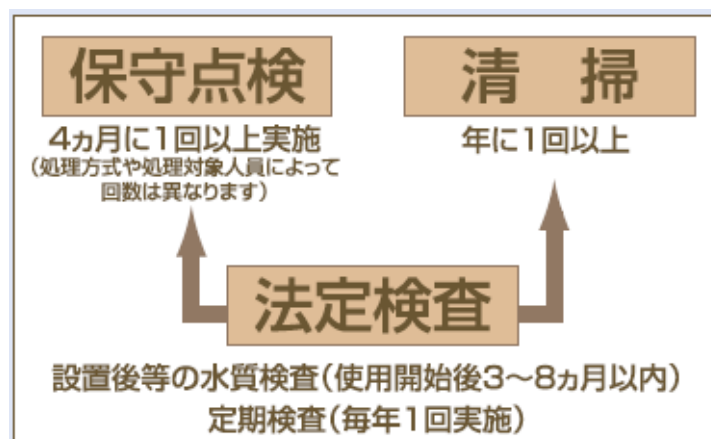 保守点検
4ヵ月に1回以上実施
(処理方式や処理対象人員によって
回数は異なります)
清　掃
年に1回以上
法定検査
設置後等の水質検査(使用開始後3〜8ヵ月以内)
定期検査(毎年1回実施)